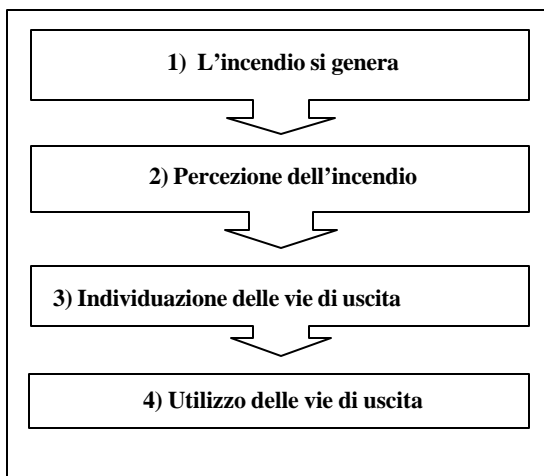 1) L’incendio si genera
2) Percezione dell’incendio
3) Individuazione delle vie di uscita
4) Utilizzo delle vie di uscita